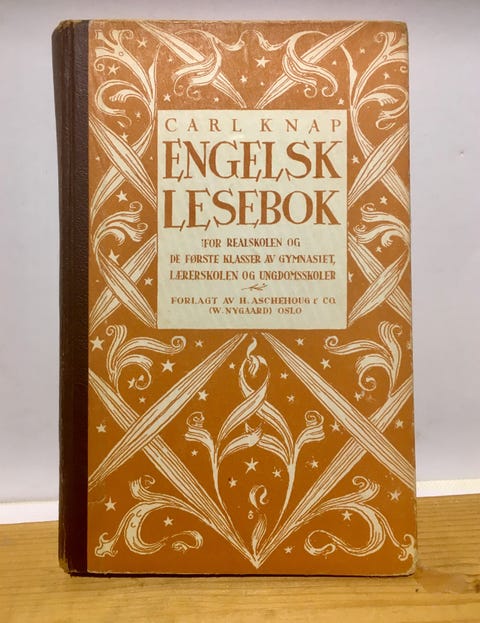 CARL KNAP
ENGELSK
LESEBOK
FOR REALSKOLEN OG
DE FØRSTE KLASSER AV GYMNASIET,
LÆRERSKOLEN OG UNGDOMSSKOLER
FORLAGT AV H. ASCHEHOUG & CO.
(W. NYGAARD) OSLO